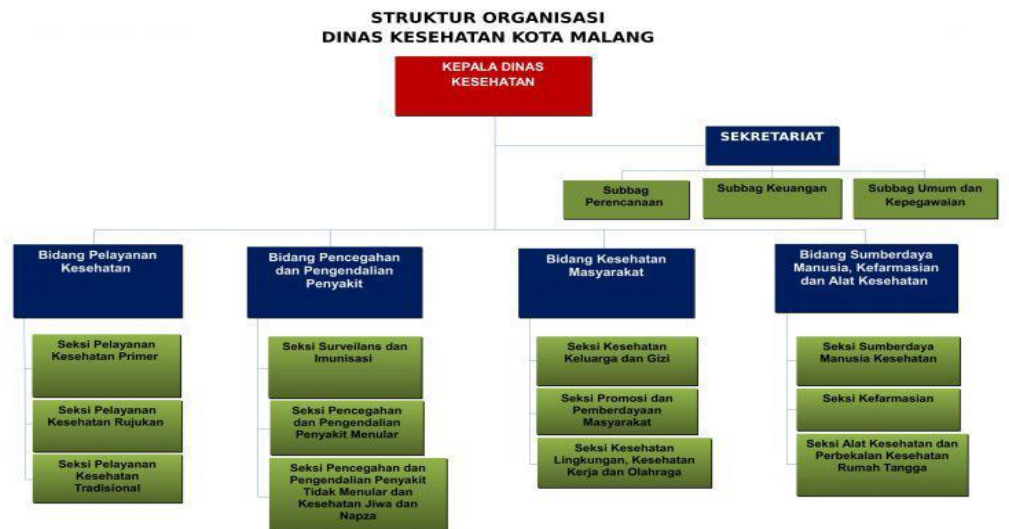 STRUKTUR ORGANISASI
DINAS KESEHATAN KOTA MALANG
KEPALA DINAS
KESEHATAN
SEKRETARIAT
Subbag
Perencanaan
Subbag Keuangan
Subbag Umum dan
Kepegawaian
Bidang Pelayanan
Kesehatan
Bidang Pencegahan
dan Pengendalian
Penyakit
Bidang Kesehatan
Masyarakat
Bidang Sumberdaya
Manusia, Kefarmasian
dan Alat Kesehatan
Seksi Pelayanan
Kesehatan Primer
Seksi Pelayanan
Kesehatan Rujukan
Seksi Pelayanan
Kesehatan
Tradisional
Seksi Surveilans dan
Imunisasi
Seksi Pencegahan
dan Pengendalian
Penyakit Menular
Seksi Pencegahan dan
Pengendalian Penyakit
Tidak Menular dan
Kesehatan Jiwa dan
Napza
Seksi Kesehatan
Keluarga dan Gizi
Seksi Promosi dan
Pemberdayaan
Masyarakat
Seksi Kesehatan
Lingkungan, Kesehatan
Kerja dan Olahraga
Seksi Sumberdaya
Manusia Kesehatan
Seksi Kefarmasian
Seksi Alat Kesehatan dan
Perbekalan Kesehatan
Rumah Tangga